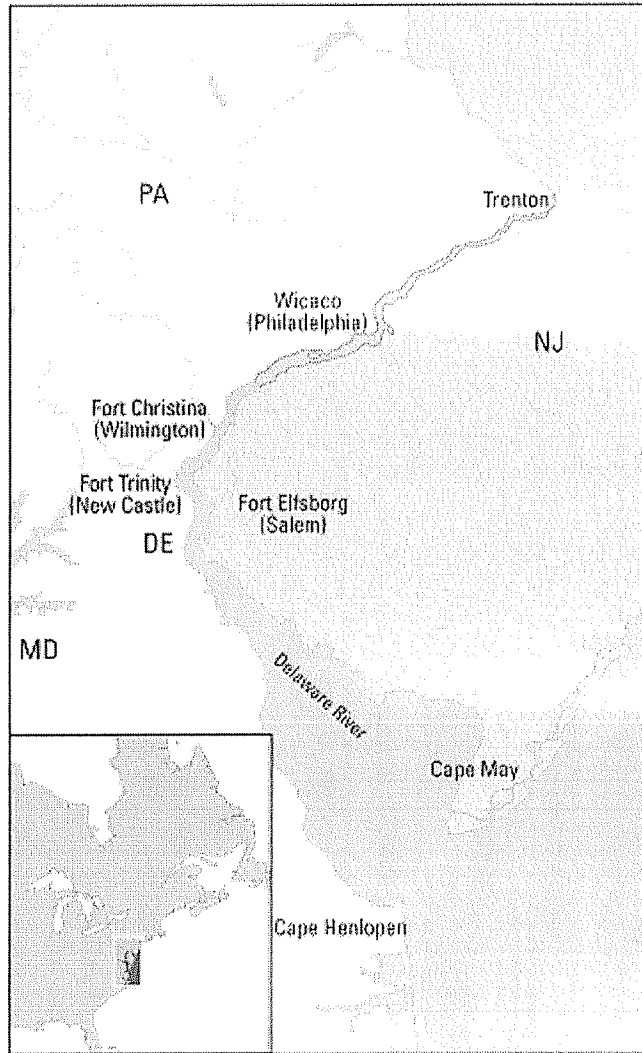 PA
Trenton
Wicaco
(Philadelphia)
NJ
Fort Christina
(Wilmington)
Fort Trinity
(New Castle)
Fort Elfsborg
(Salem)
DE
MD
Delaware River
Cape May
Cape Henlopen